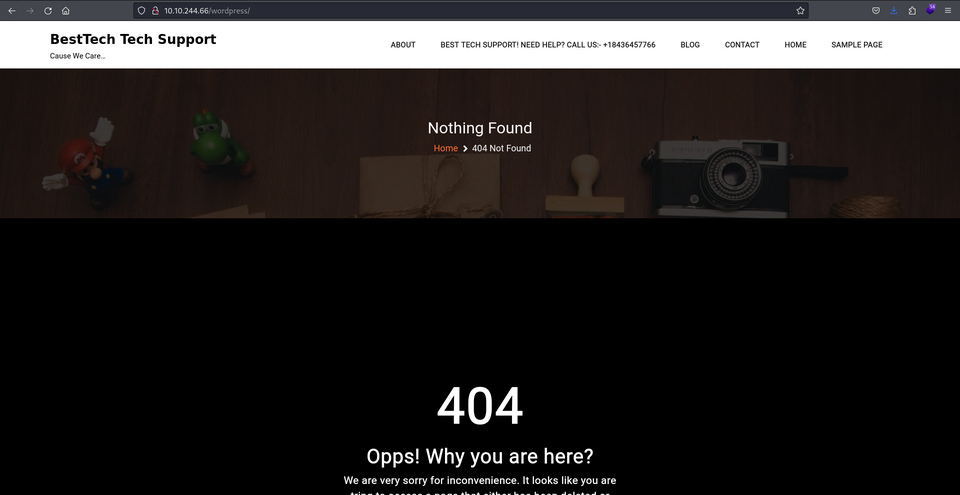 10.10.244.66/wordpress/
BestTech Tech Support
Cause We Care...
ABOUT BEST TECH SUPPORT! NEED HELP? CALL US:- +18436457766 BLOG CONTACT HOME SAMPLE PAGE
Nothing Found
Home 404 Not Found
404
Opps! Why you are here?
We are very sorry for inconvenience. It looks like you are